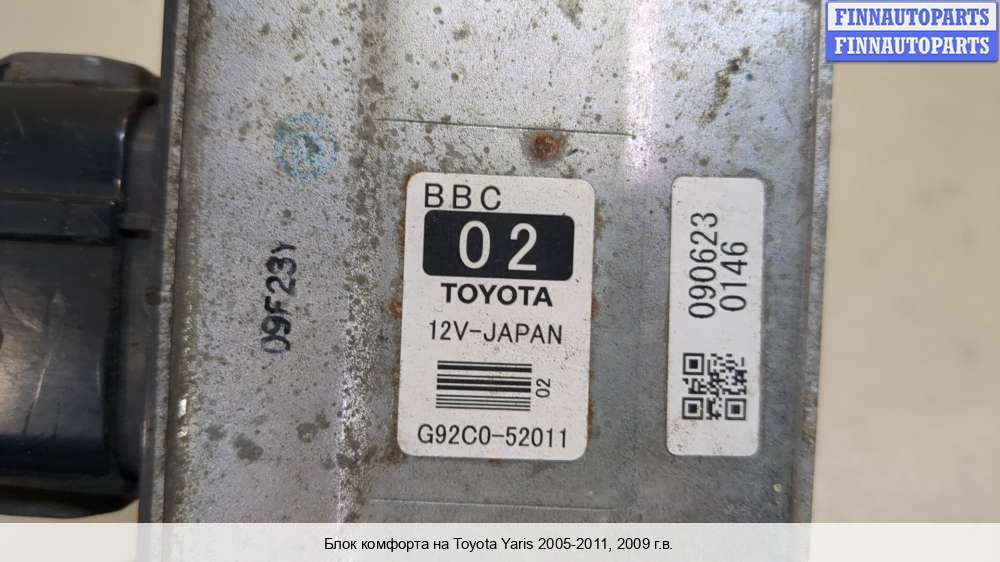 FINNAUTOPARTS
FINNAUTOPARTS
BBC
02
TOYOTA
12V-JAPAN
02
G92C0-52011
090623
0146
09F23Y
Блок комфорта на Toyota Yaris 2005-2011, 2009 г.в.